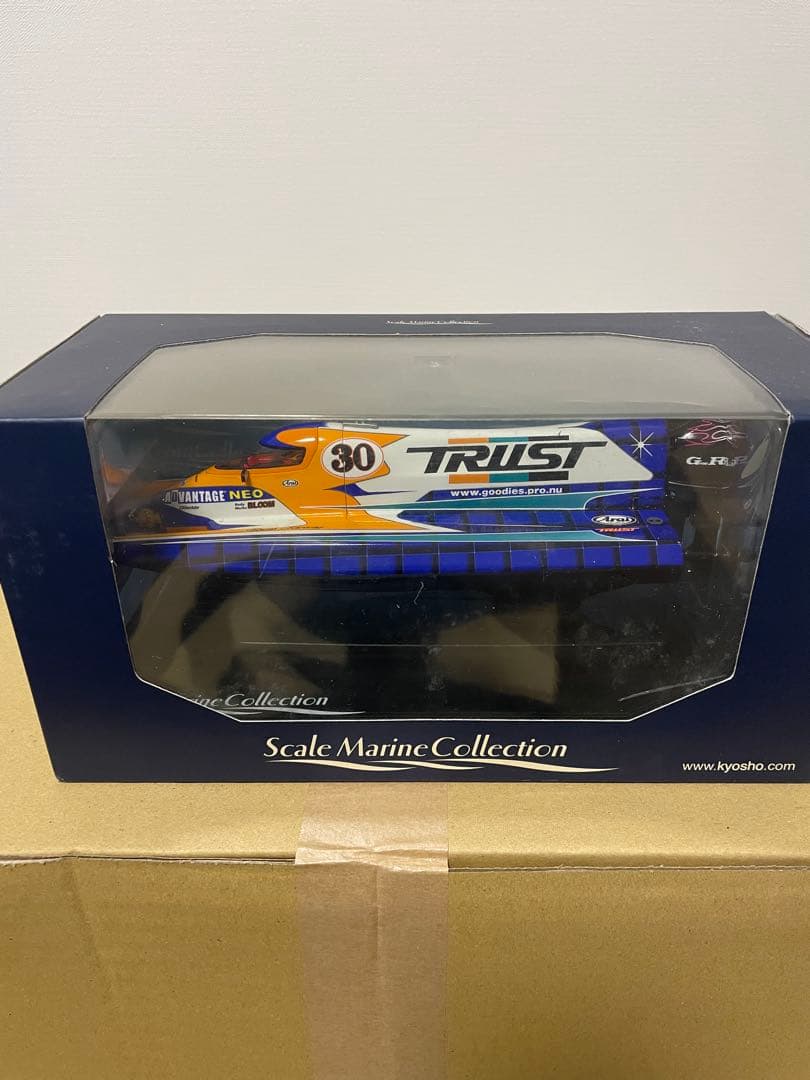 Scale Marine Collection
30
TRUST
Arai
ADVANTAGE NEO
BLOOM
www.goodies.pro.nu
Arai
TRUST
ine Collection
Scale Marine Collection
www.kyosho.com